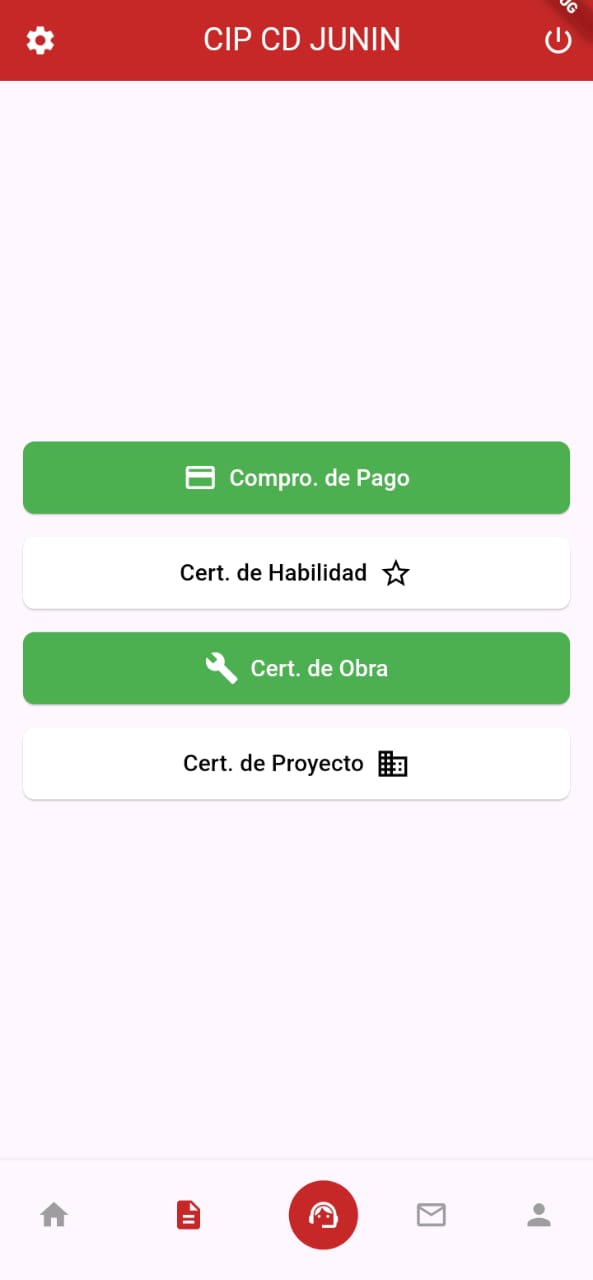 CIP CD JUNIN
Compro. de Pago
Cert. de Habilidad
Cert. de Obra
Cert. de Proyecto